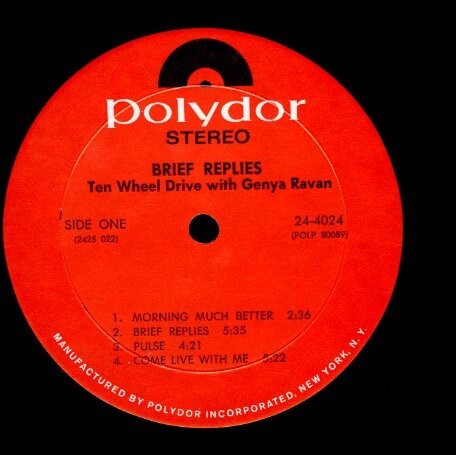 polydor
STEREO
BRIEF REPLIES
Ten Wheel Drive with Genya Ravan
SIDE ONE 24-4024
(2425 022) (POLP 80089)
1. MORNING MUCH BETTER 2:36
2. BRIEF REPLIES 5:35
3. PULSE 4:21
4. COME LIVE WITH ME 5:22
MANUFACTURED BY POLYDOR INCORPORATED, NEW YORK, N. Y.